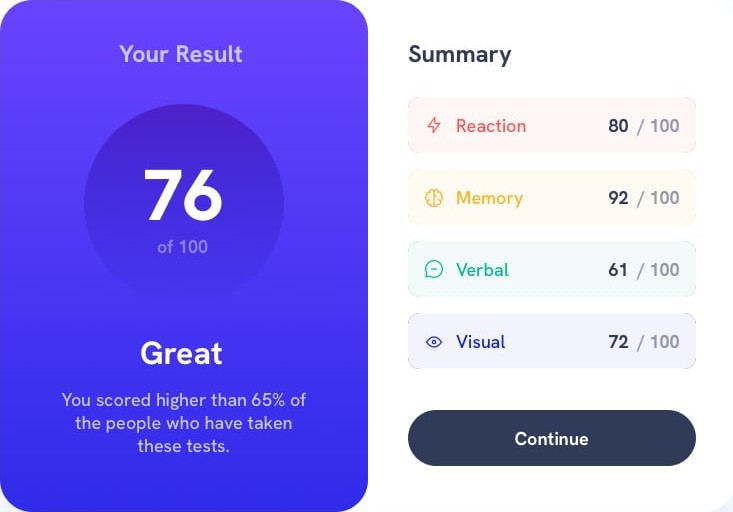 Your Result
76
of 100
Great
You scored higher than 65% of
the people who have taken
these tests.
Summary
Reaction 80 / 100
Memory 92 / 100
Verbal 61 / 100
Visual 72 / 100
Continue